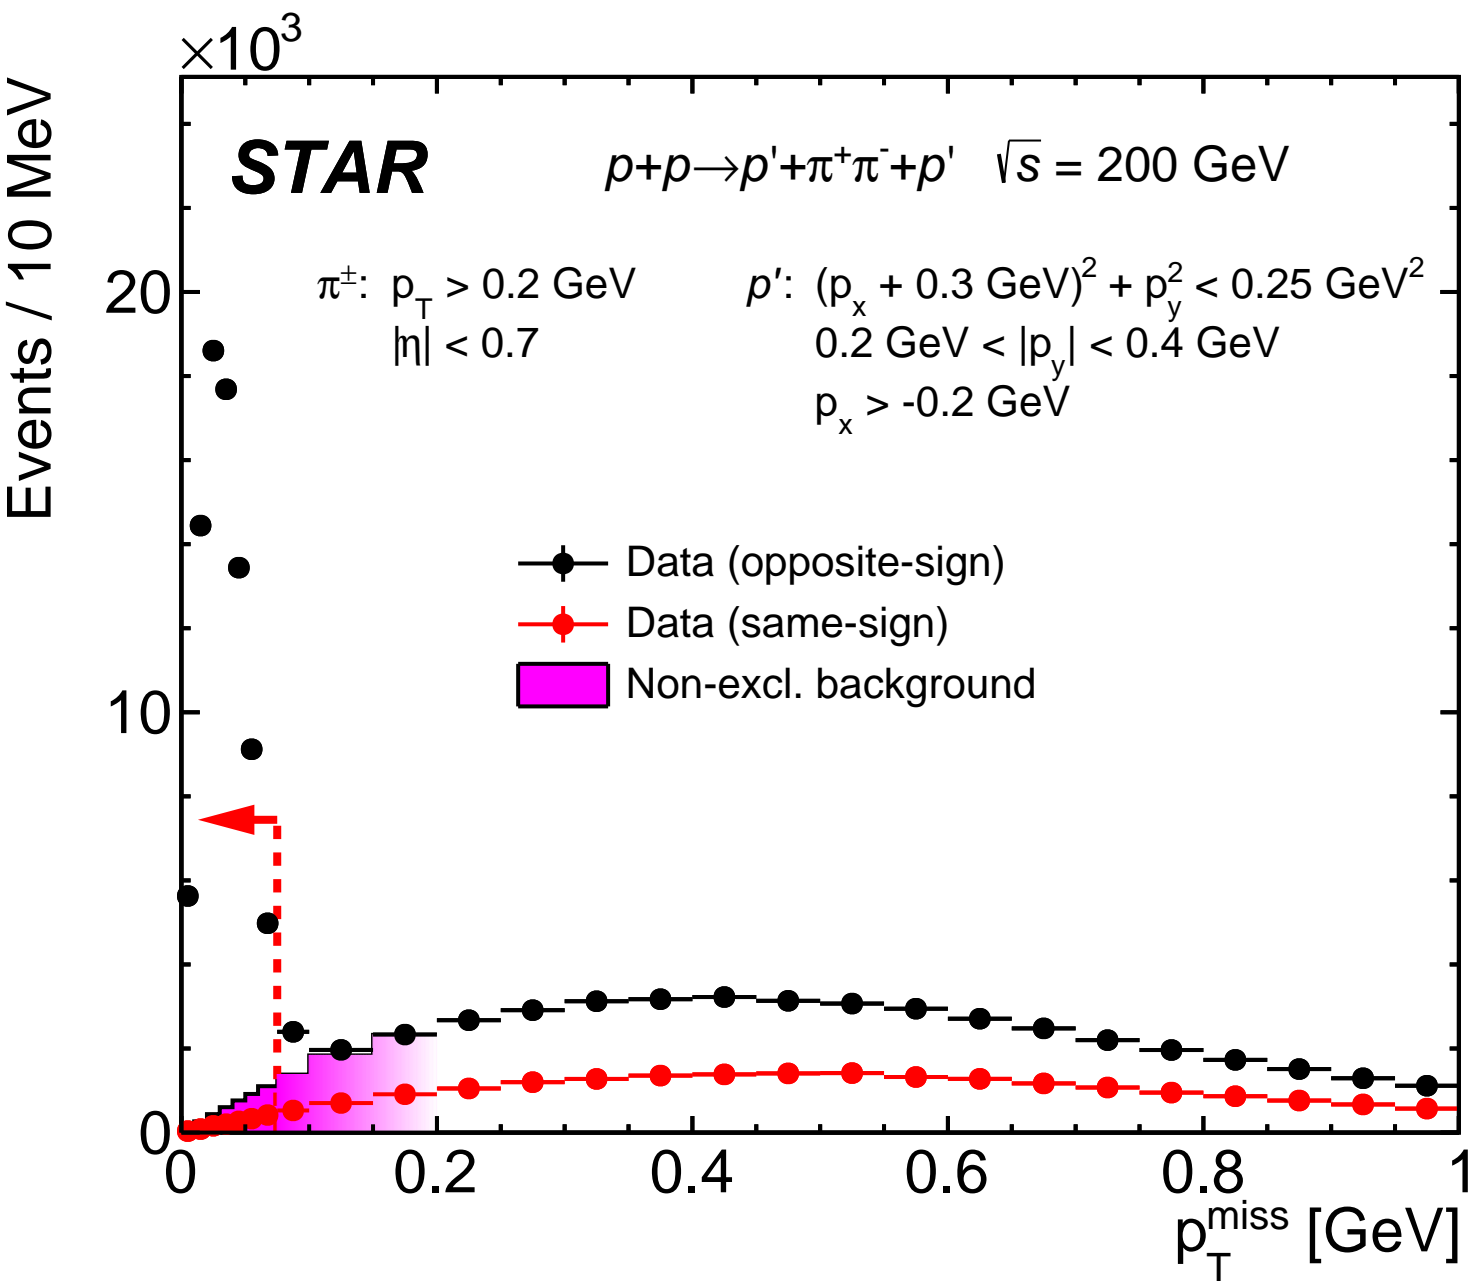 ×10³
Events / 10 MeV
STAR
p+p→p'+π⁺π⁻+p' √s = 200 GeV
π±: p_T > 0.2 GeV
|η| < 0.7
p': (p_x + 0.3 GeV)² + p_y² < 0.25 GeV²
0.2 GeV < |p_y| < 0.4 GeV
p_x > -0.2 GeV
Data (opposite-sign)
Data (same-sign)
Non-excl. background
20
10
0
0 0.2 0.4 0.6 0.8 1
p_T^miss [GeV]